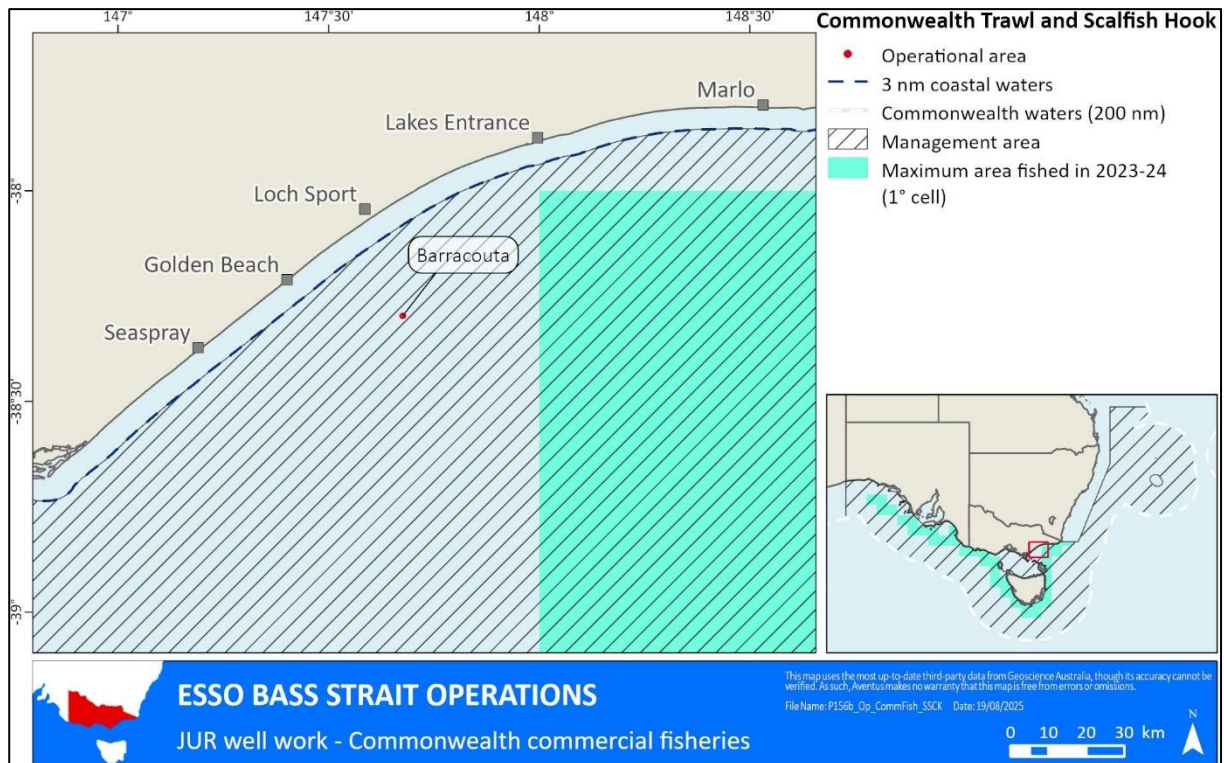 147°
147°30'
148°
148°30'
Commonwealth Trawl and Scalfish Hook
Operational area
3 nm coastal waters
Commonwealth waters (200 nm)
Management area
Maximum area fished in 2023-24
(1° cell)
Marlo
Lakes Entrance
-38°
Loch Sport
Barracouta
Golden Beach
Seaspray
-38°30'
-39°
ESSO BASS STRAIT OPERATIONS
JUR well work - Commonwealth commercial fisheries
This map uses the most up-to-date third-party data from Geoscience Australia, though its accuracy cannot be
verified. As such, Aventus makes no warranty that this map is free from errors or omissions.
File Name: P156b_Op_CommFish_SSCK Date: 19/08/2025
N
0 10 20 30 km